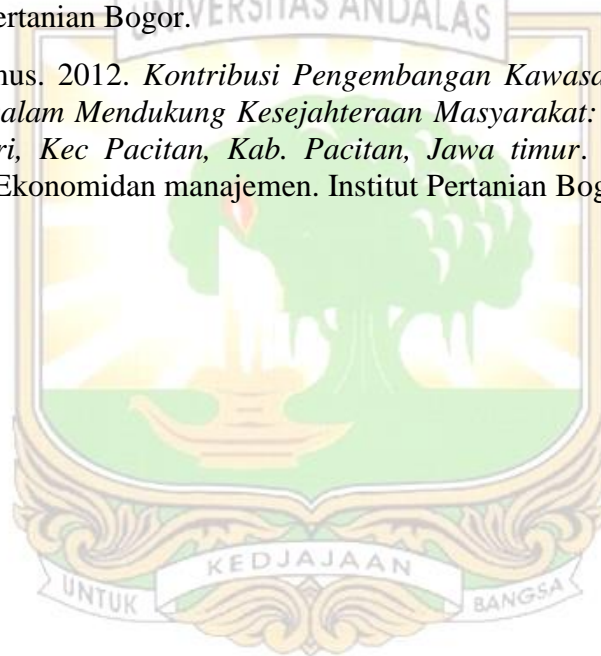 ertanian Bogor.
UNIVERSITAS ANDALAS
nus. 2012. Kontribusi Pengembangan Kawasa
alam Mendukung Kesejahteraan Masyarakat:
ri, Kec Pacitan, Kab. Pacitan, Jawa timur.
Ekonomidan manajemen. Institut Pertanian Bog
UNTUK KEDJAJAAN BANGSA